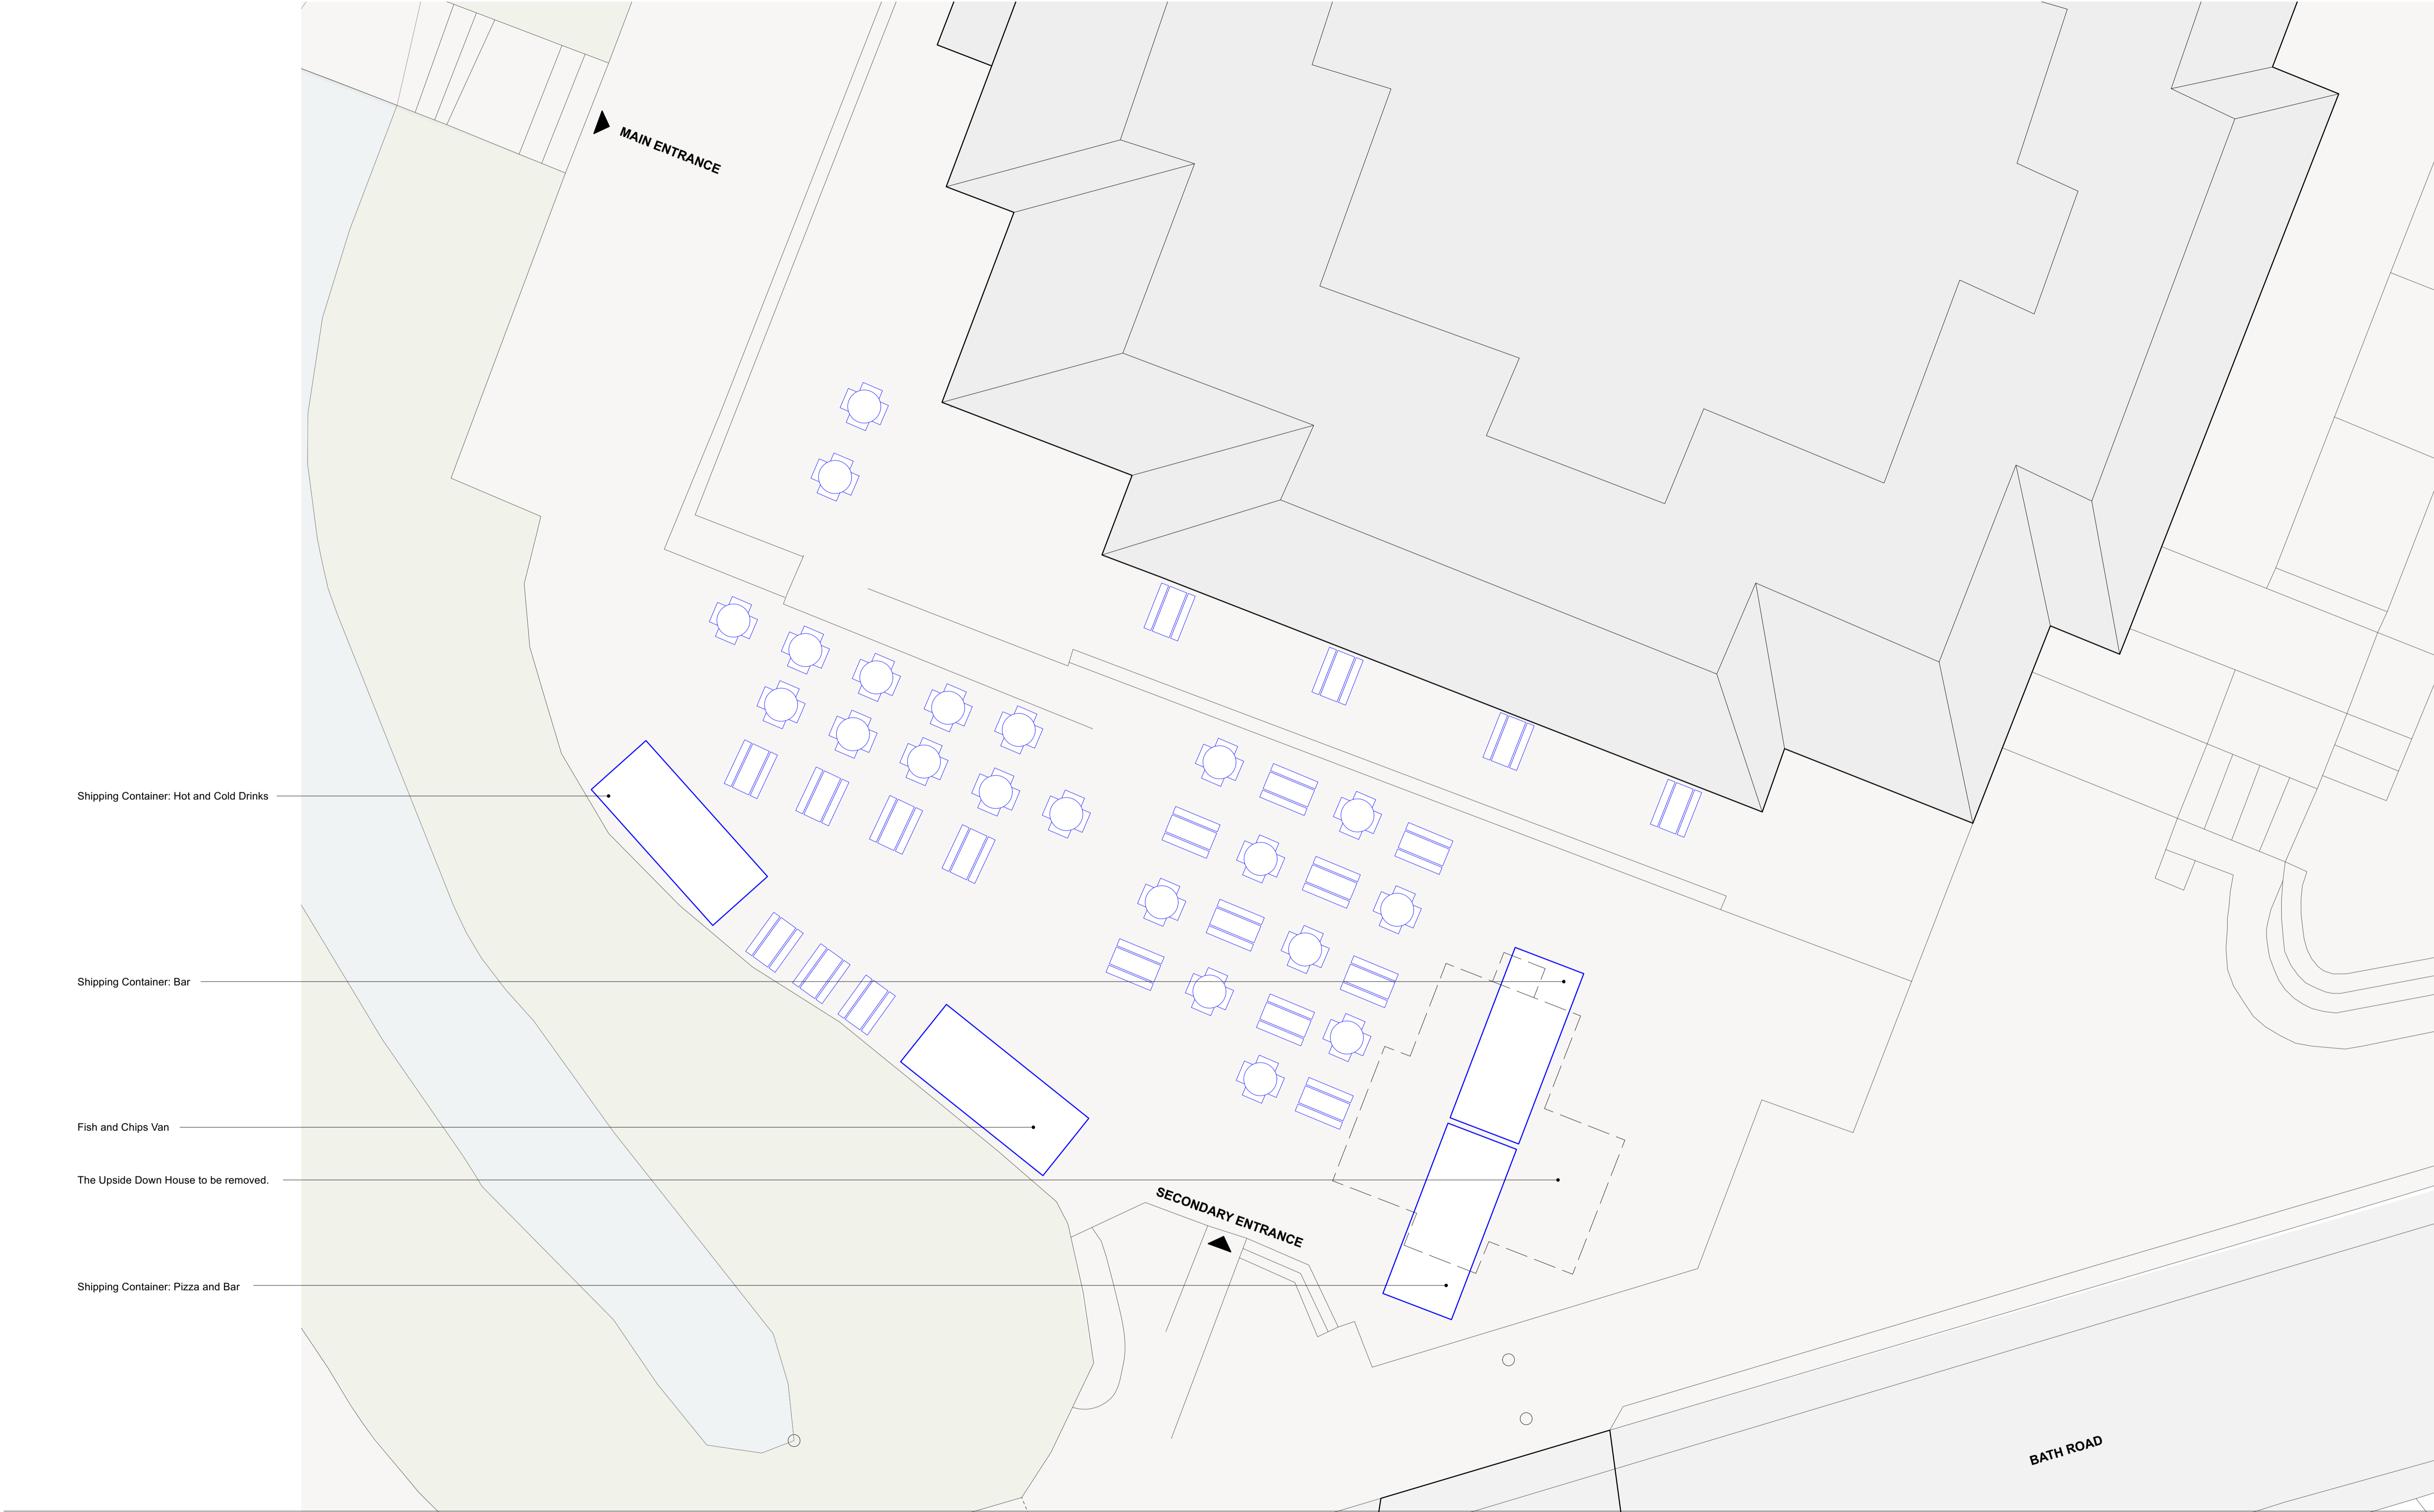 MAIN ENTRANCE
Shipping Container: Hot and Cold Drinks
Shipping Container: Bar
Fish and Chips Van
The Upside Down House to be removed.
SECONDARY ENTRANCE
Shipping Container: Pizza and Bar
BATH ROAD